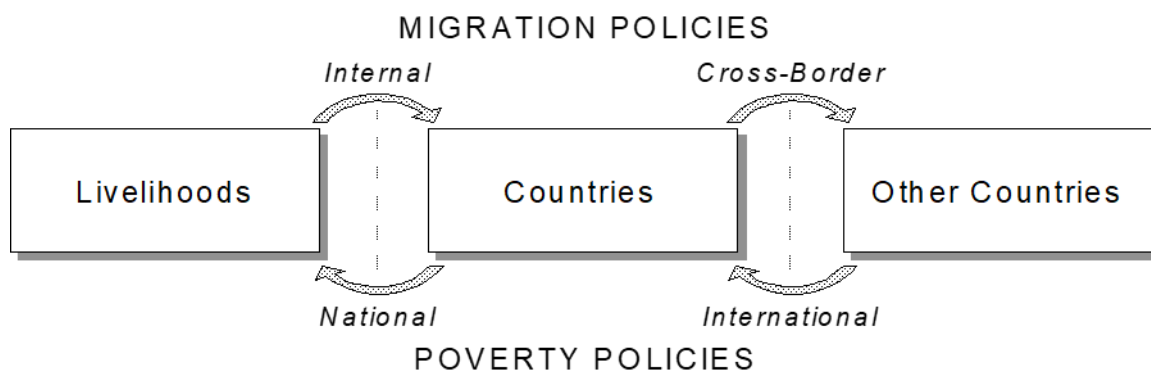 MIGRATION POLICIES
Internal
Cross-Border
Livelihoods
Countries
Other Countries
National
International
POVERTY POLICIES